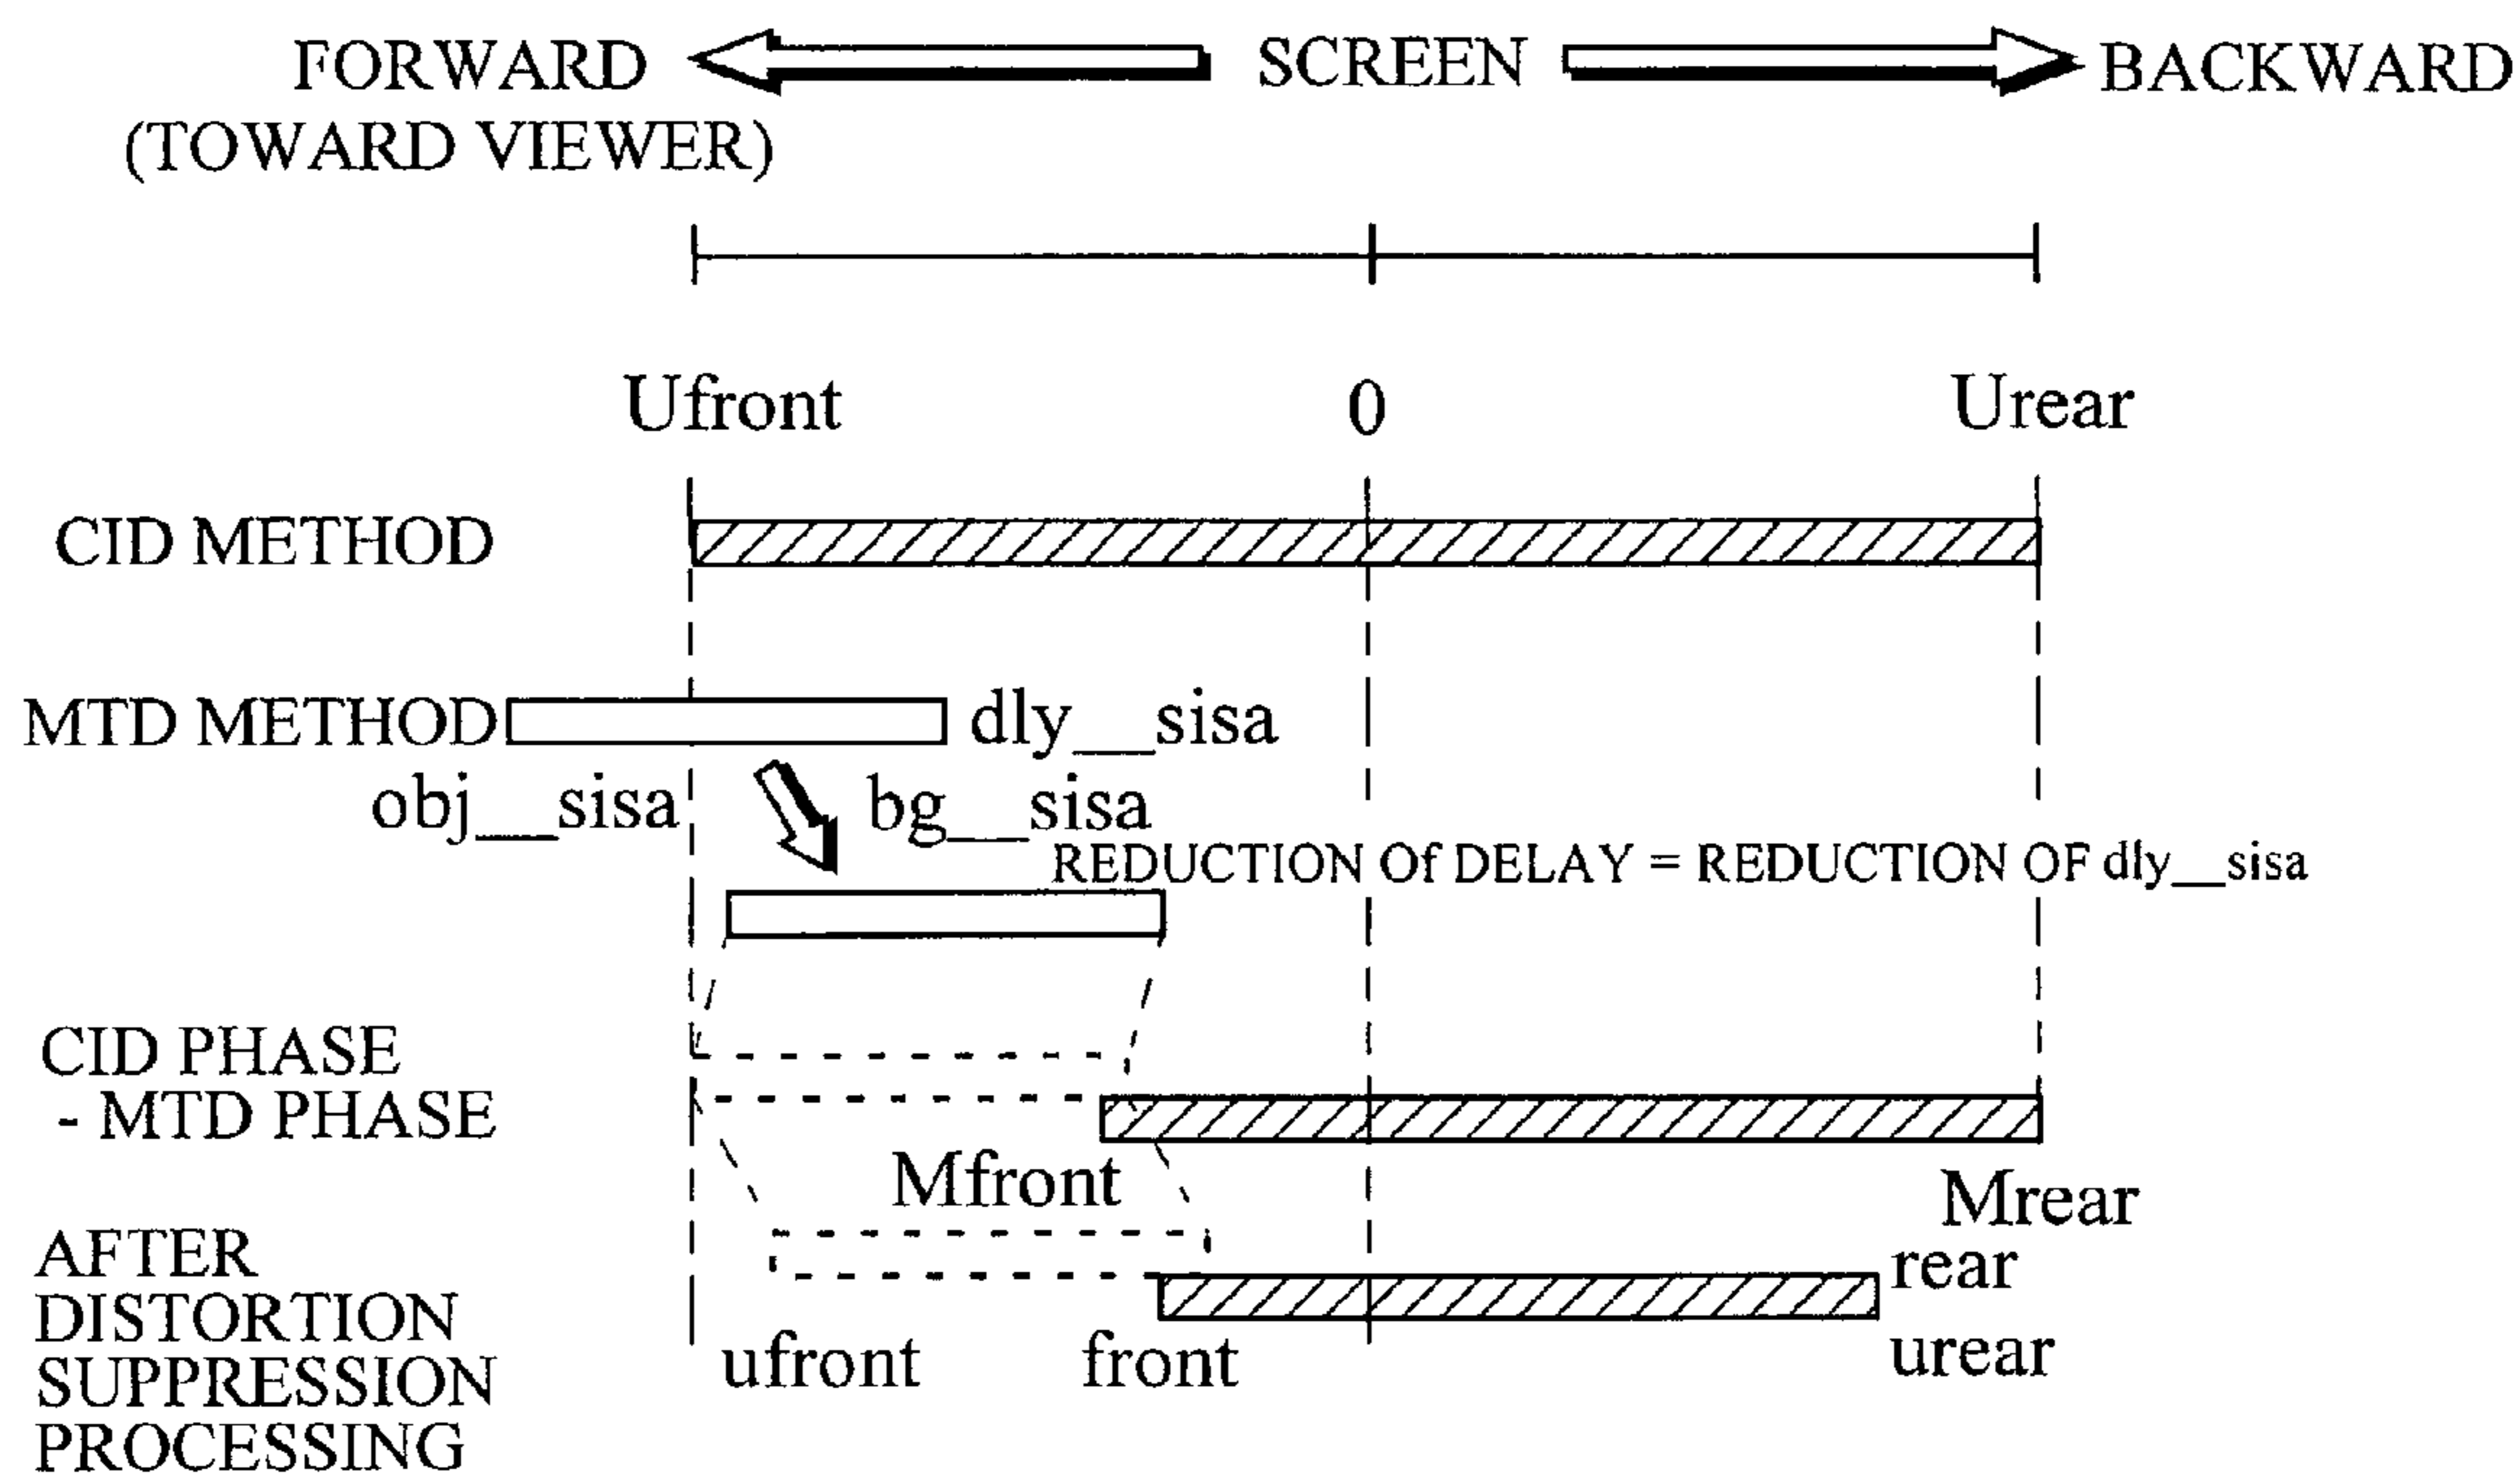 FORWARD
SCREEN
BACKWARD
(TOWARD VIEWER)
Ufront
0
Urear
CID METHOD
MTD METHOD
dly__sisa
obj__sisa
bg__sisa
REDUCTION Of DELAY = REDUCTION OF dly__sisa
CID PHASE
- MTD PHASE
Mfront
Mrear
AFTER
DISTORTION
SUPPRESSION
PROCESSING
rear
ufront
front
urear